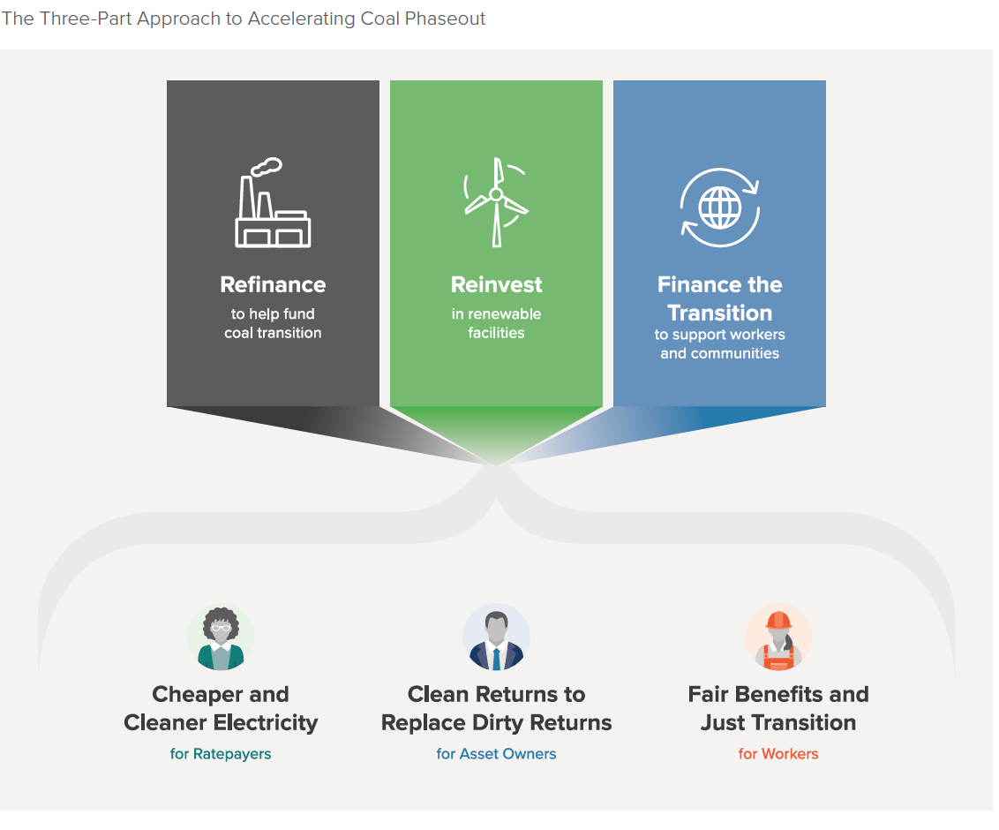 The Three-Part Approach to Accelerating Coal Phaseout
Refinance
to help fund
coal transition
Reinvest
in renewable
facilities
Finance the
Transition
to support workers
and communities
Cheaper and
Cleaner Electricity
for Ratepayers
Clean Returns to
Replace Dirty Returns
for Asset Owners
Fair Benefits and
Just Transition
for Workers